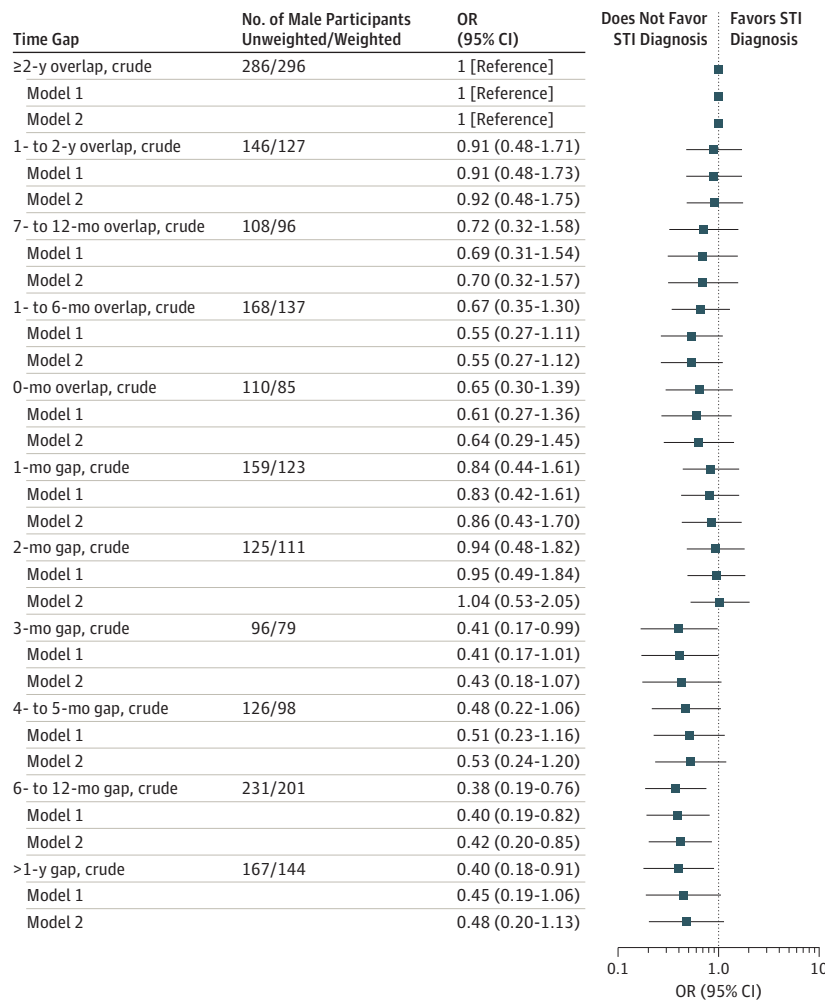 Time Gap No. of Male Participants Unweighted/Weighted OR (95% CI) Does Not Favor STI Diagnosis Favors STI Diagnosis
≥2-y overlap, crude 286/296 1 [Reference]
Model 1 1 [Reference]
Model 2 1 [Reference]
1- to 2-y overlap, crude 146/127 0.91 (0.48-1.71)
Model 1 0.91 (0.48-1.73)
Model 2 0.92 (0.48-1.75)
7- to 12-mo overlap, crude 108/96 0.72 (0.32-1.58)
Model 1 0.69 (0.31-1.54)
Model 2 0.70 (0.32-1.57)
1- to 6-mo overlap, crude 168/137 0.67 (0.35-1.30)
Model 1 0.55 (0.27-1.11)
Model 2 0.55 (0.27-1.12)
0-mo overlap, crude 110/85 0.65 (0.30-1.39)
Model 1 0.61 (0.27-1.36)
Model 2 0.64 (0.29-1.45)
1-mo gap, crude 159/123 0.84 (0.44-1.61)
Model 1 0.83 (0.42-1.61)
Model 2 0.86 (0.43-1.70)
2-mo gap, crude 125/111 0.94 (0.48-1.82)
Model 1 0.95 (0.49-1.84)
Model 2 1.04 (0.53-2.05)
3-mo gap, crude 96/79 0.41 (0.17-0.99)
Model 1 0.41 (0.17-1.01)
Model 2 0.43 (0.18-1.07)
4- to 5-mo gap, crude 126/98 0.48 (0.22-1.06)
Model 1 0.51 (0.23-1.16)
Model 2 0.53 (0.24-1.20)
6- to 12-mo gap, crude 231/201 0.38 (0.19-0.76)
Model 1 0.40 (0.19-0.82)
Model 2 0.42 (0.20-0.85)
>1-y gap, crude 167/144 0.40 (0.18-0.91)
Model 1 0.45 (0.19-1.06)
Model 2 0.48 (0.20-1.13)
0.1 1.0 10
OR (95% CI)